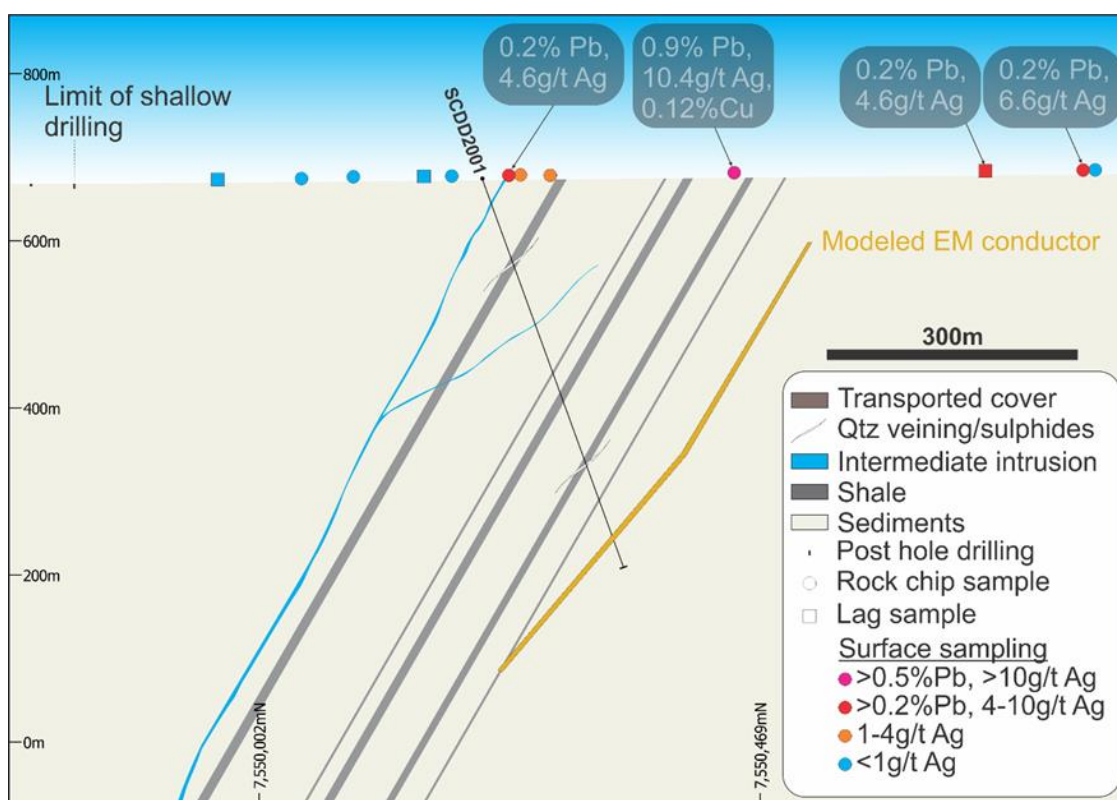 800m
Limit of shallow
drilling
SCDD2001
0.2% Pb,
4.6g/t Ag
0.9% Pb,
10.4g/t Ag,
0.12%Cu
0.2% Pb,
4.6g/t Ag
0.2% Pb,
6.6g/t Ag
600m
Modeled EM conductor
300m
400m
200m
0m
7,550,002mN
7,550,469mN
Transported cover
Qtz veining/sulphides
Intermediate intrusion
Shale
Sediments
Post hole drilling
Rock chip sample
Lag sample
Surface sampling
>0.5%Pb, >10g/t Ag
>0.2%Pb, 4-10g/t Ag
1-4g/t Ag
<1g/t Ag